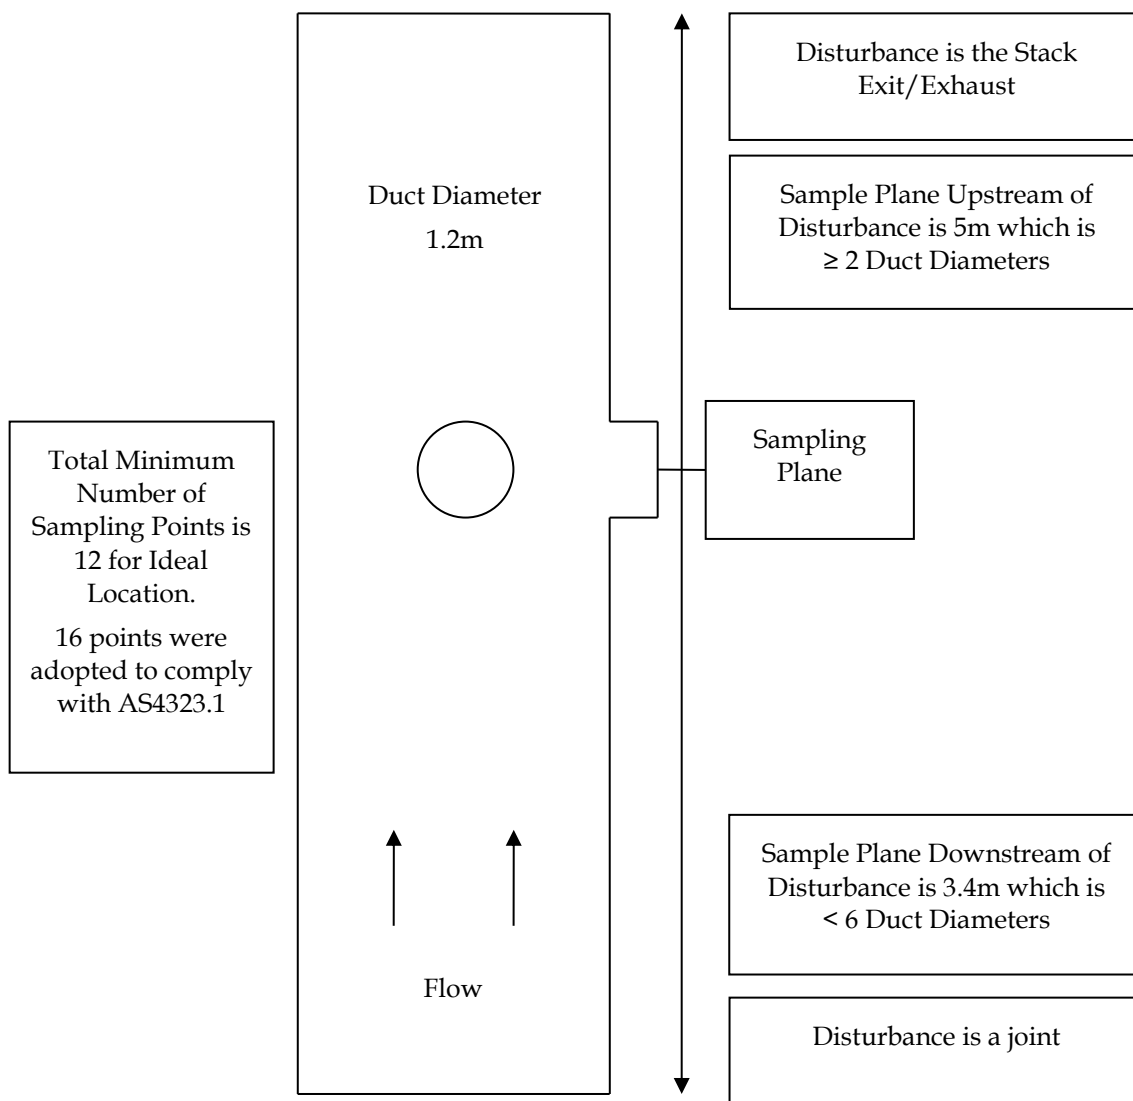 Disturbance is the Stack
Exit/Exhaust
Sample Plane Upstream of
Disturbance is 5m which is
≥ 2 Duct Diameters
Duct Diameter
1.2m
Sampling
Plane
Total Minimum
Number of
Sampling Points is
12 for Ideal
Location.
16 points were
adopted to comply
with AS4323.1
Sample Plane Downstream of
Disturbance is 3.4m which is
< 6 Duct Diameters
Flow
Disturbance is a joint